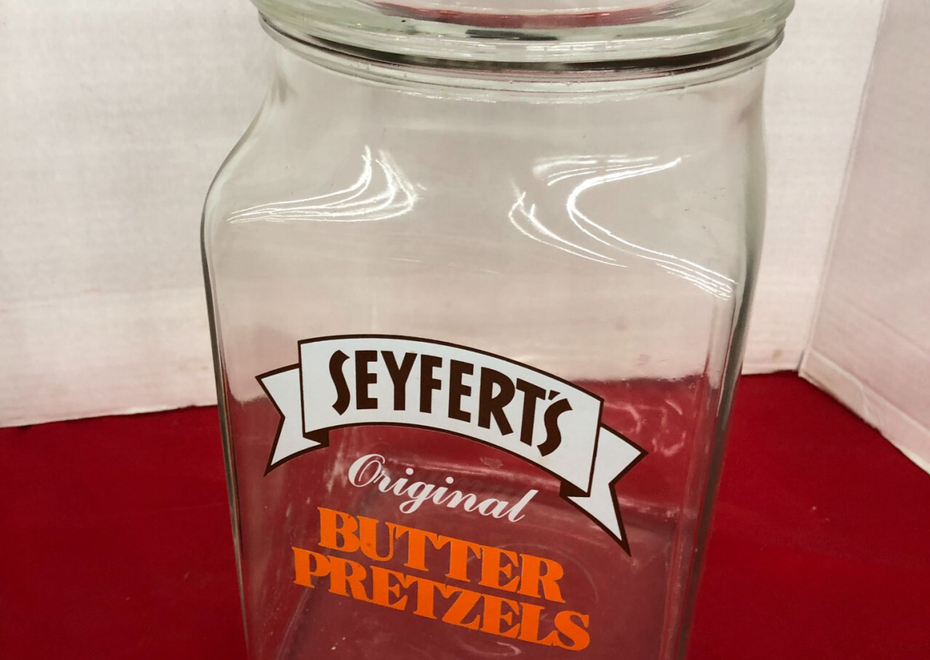 SEYFERT'S
Original
BUTTER
PRETZELS